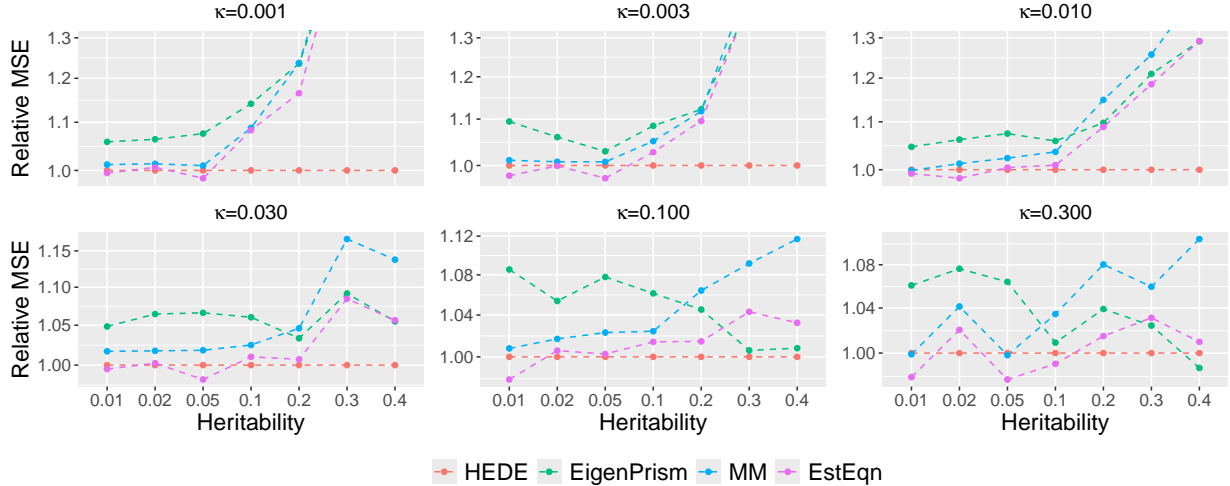 κ=0.001 κ=0.003 κ=0.010
Relative MSE
1.3 1.3 1.3
1.2 1.2 1.2
1.1 1.1 1.1
1.0 1.0 1.0
κ=0.030 κ=0.100 κ=0.300
Relative MSE
1.15
1.10
1.05
1.00
1.12
1.08
1.04
1.00
1.08
1.04
1.00
0.01 0.02 0.05 0.1 0.2 0.3 0.4 0.01 0.02 0.05 0.1 0.2 0.3 0.4 0.01 0.02 0.05 0.1 0.2 0.3 0.4
Heritability Heritability Heritability
HEDE EigenPrism MM EstEqn